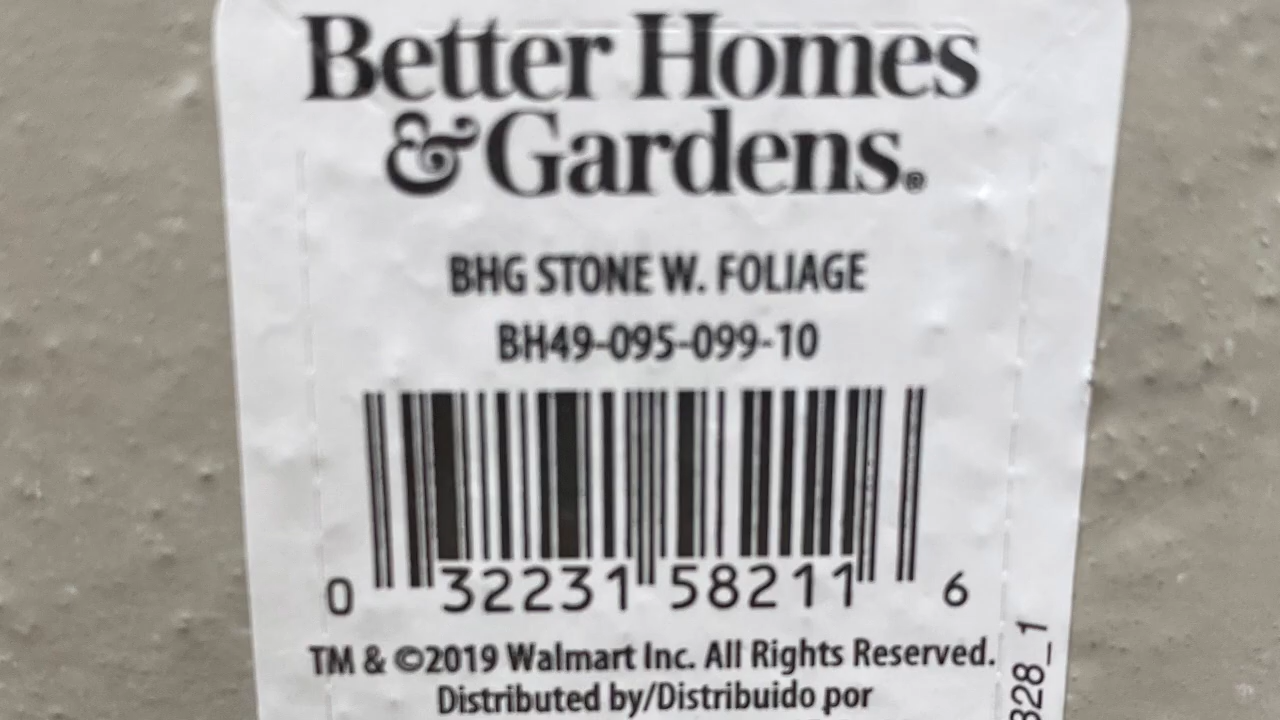 Better Homes
& Gardens®
BHG STONE W. FOLIAGE
BH49-095-099-10
0 32231 58211 6
TM & ©2019 Walmart Inc. All Rights Reserved.
Distributed by/Distribuido por
328_1